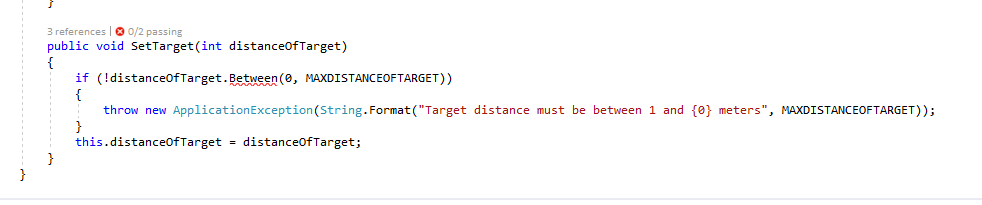 }
3 references | 0/2 passing
public void SetTarget(int distanceOfTarget)
{
if (!distanceOfTarget.Between(0, MAXDISTANCEOFTARGET))
{
throw new ApplicationException(String.Format("Target distance must be between 1 and {0} meters", MAXDISTANCEOFTARGET));
}
this.distanceOfTarget = distanceOfTarget;
}
}